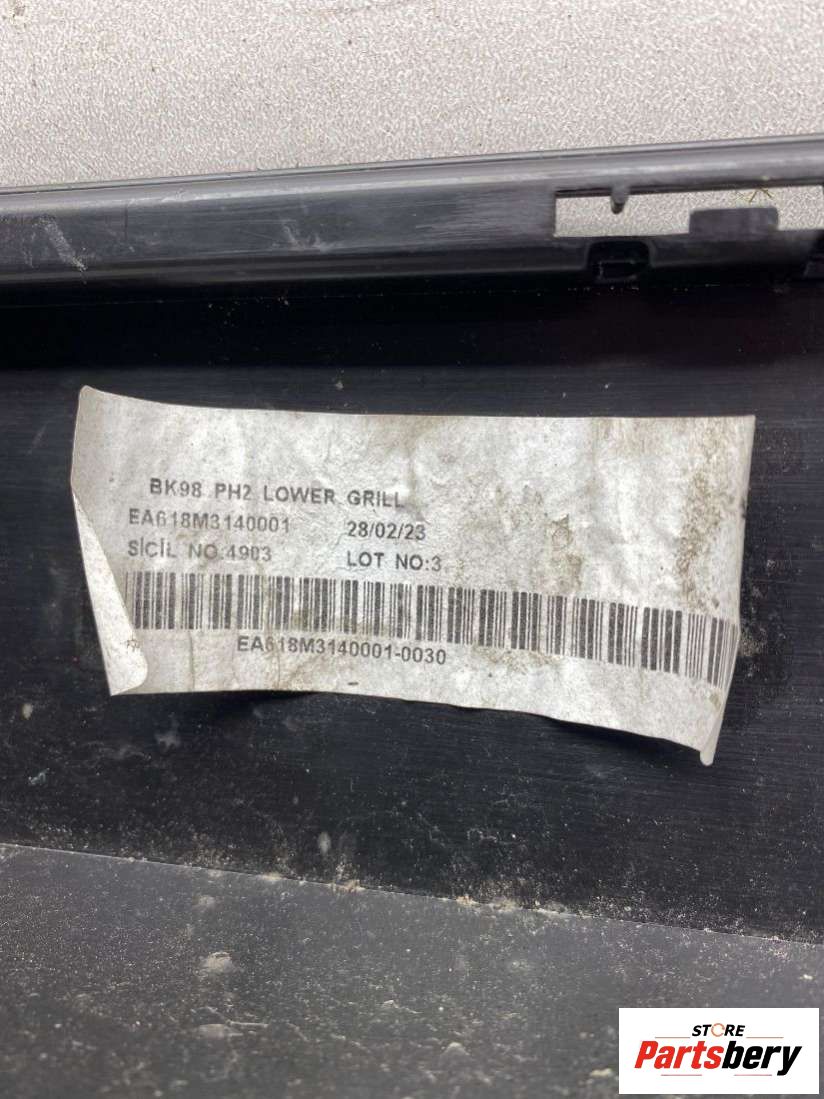 BK98 PH2 LOWER GRILL
EA618M3140001 28/02/23
SİCİL NO:4903 LOT NO:3
EA618M3140001-0030
STORE
Partsbery